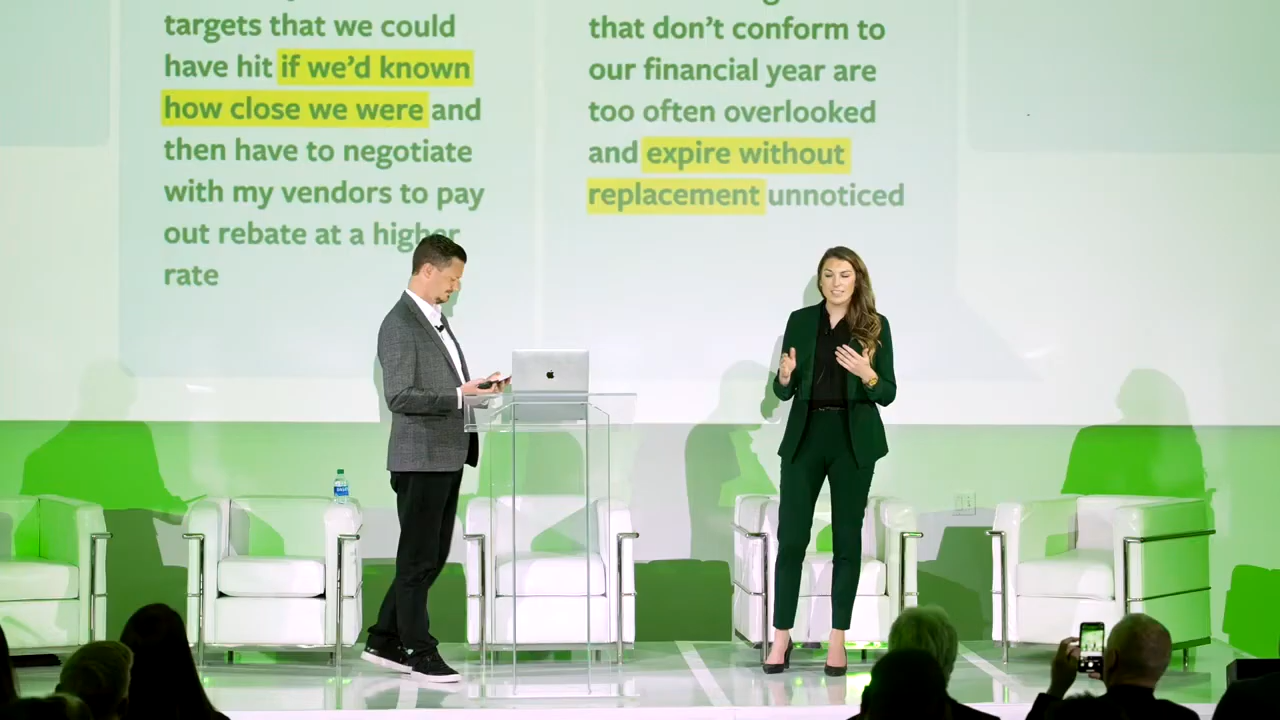 targets that we could
have hit if we'd known
how close we were and
then have to negotiate
with my vendors to pay
out rebate at a higher
rate
that don't conform to
our financial year are
too often overlooked
and expire without
replacement unnoticed